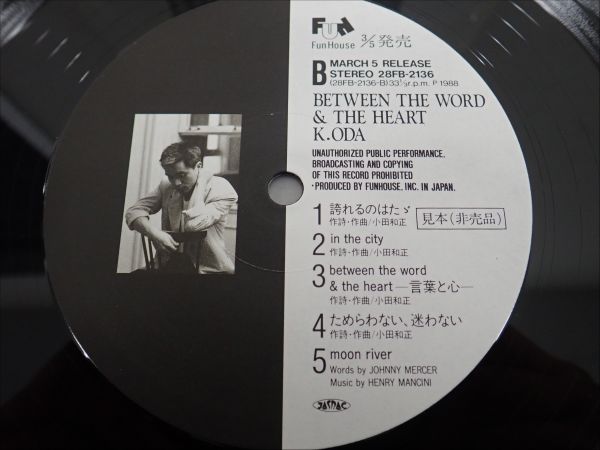 FUN
FunHouse 3/5発売
B MARCH 5 RELEASE
STEREO 28FB-2136
(28FB-2136-B)33⅓r.p.m. Ⓟ1988
BETWEEN THE WORD
& THE HEART
K.ODA
UNAUTHORIZED PUBLIC PERFORMANCE,
BROADCASTING AND COPYING
OF THIS RECORD PROHIBITED
·PRODUCED BY FUNHOUSE, INC. IN JAPAN.
1 誇れるのはたゞ 見本(非売品)
作詩・作曲/小田和正
2 in the city
作詩・作曲/小田和正
3 between the word
& the heart—言葉と心—
作詩・作曲/小田和正
4 ためらわない、迷わない
作詩・作曲/小田和正
5 moon river
Words by JOHNNY MERCER
Music by HENRY MANCINI
JASRAC